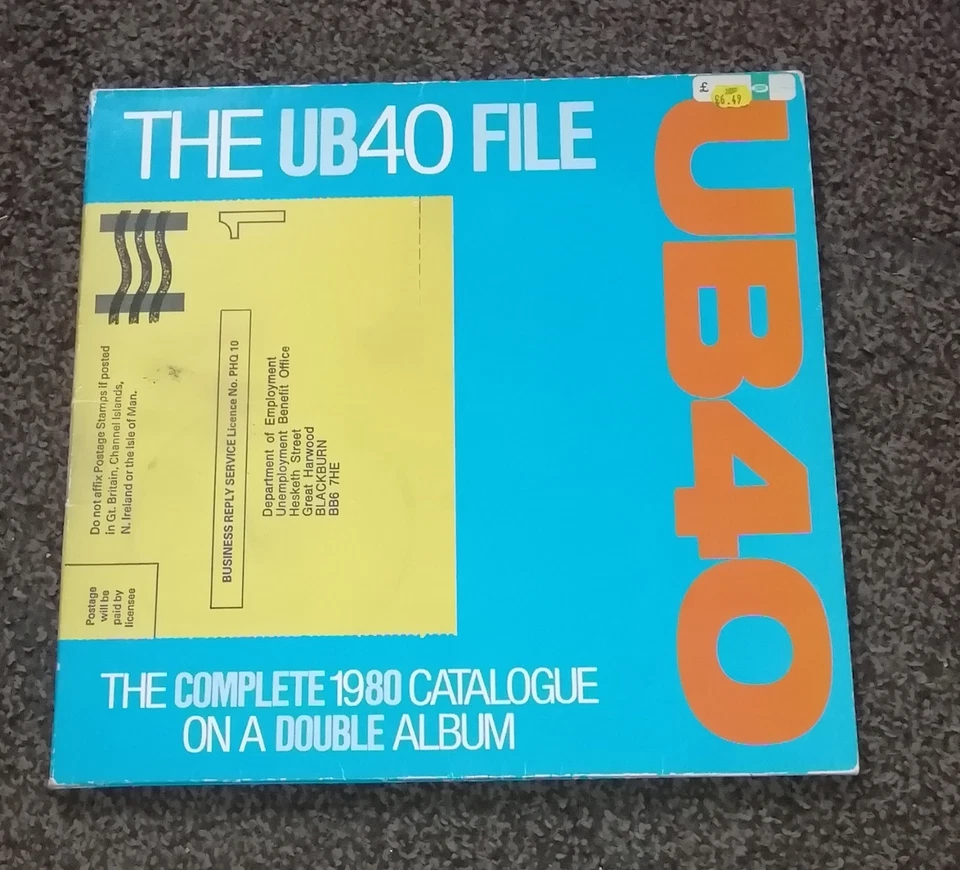 THE UB40 FILE
£
£6.49
UB40
1
Do not affix Postage Stamps if posted
in Gt. Britain, Channel Islands,
N. Ireland or the Isle of Man.
BUSINESS REPLY SERVICE Licence No. PHQ 10
Department of Employment
Unemployment Benefit Office
Hesketh Street
Great Harwood
BLACKBURN
BB6 7HE
Postage
will be
paid by
licensee
THE COMPLETE 1980 CATALOGUE
ON A DOUBLE ALBUM